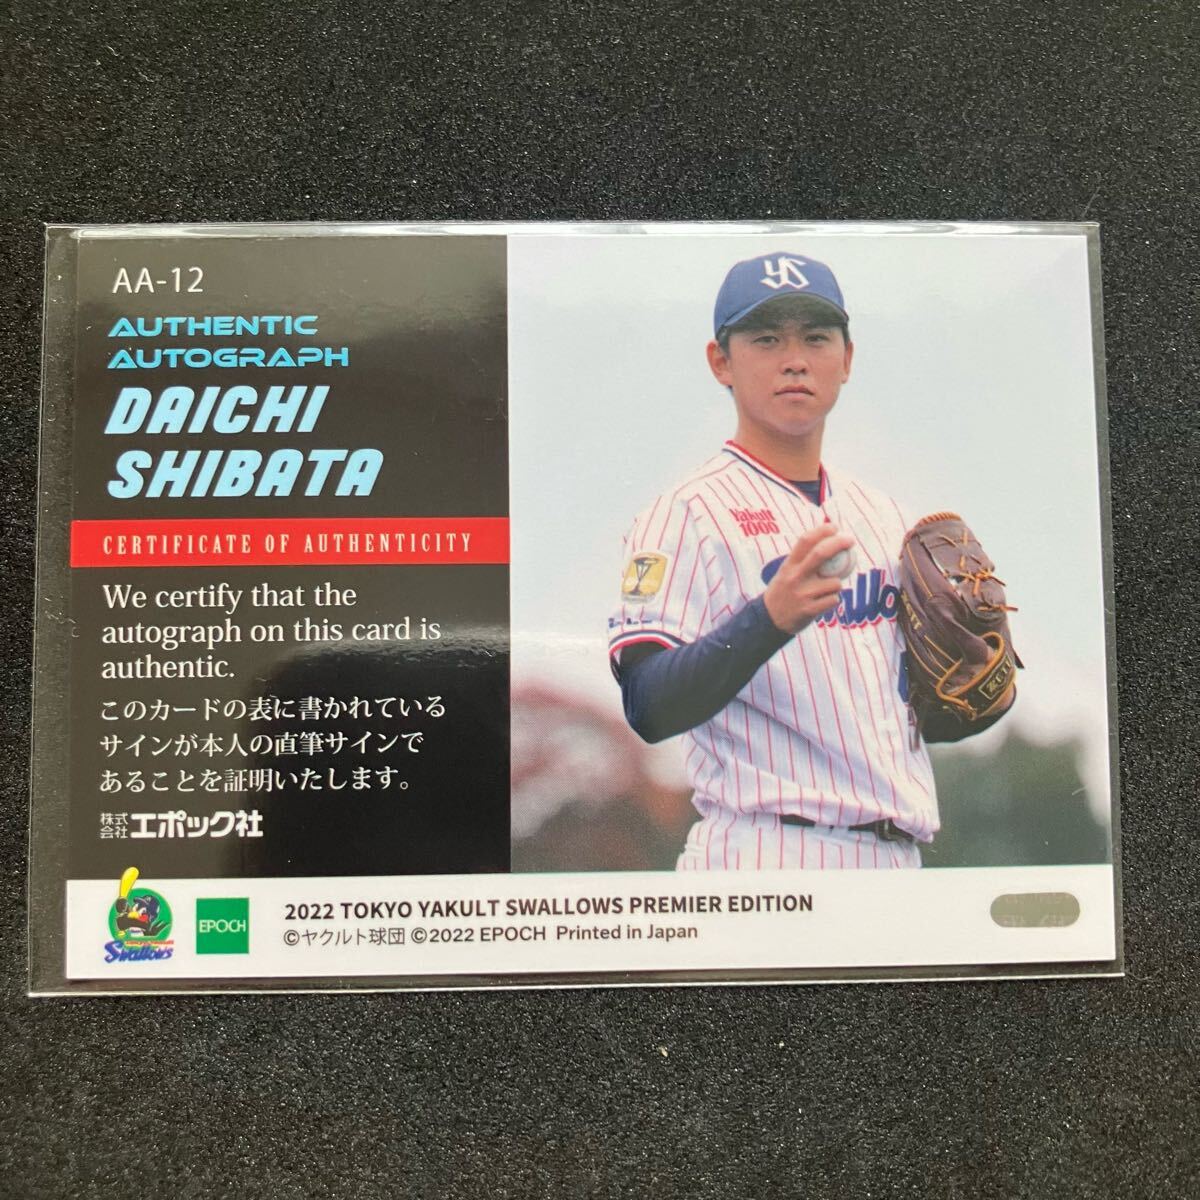 AA-12
AUTHENTIC
AUTOGRAPH
DAICHI
SHIBATA
CERTIFICATE OF AUTHENTICITY
We certify that the
autograph on this card is
authentic.
このカードの表に書かれている
サインが本人の直筆サインで
あることを証明いたします。
株式会社エポック社
YS
Yakult
1000
Swallows
EPOCH
2022 TOKYO YAKULT SWALLOWS PREMIER EDITION
©ヤクルト球団 ©2022 EPOCH Printed in Japan